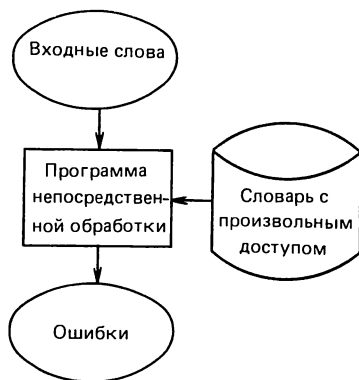 Входные слова
Программа
непосредствен-
ной обработки
Словарь с
произвольным
доступом
Ошибки